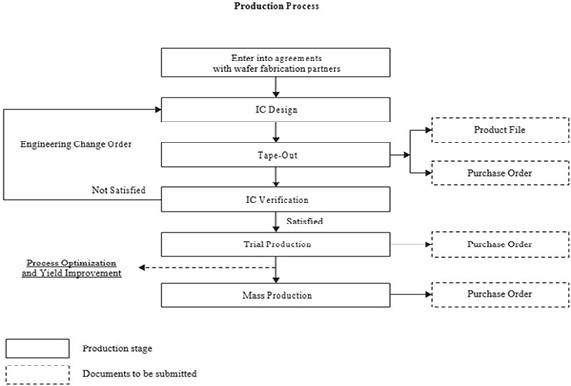 Production Process
Enter into agreements
with wafer fabrication partners
IC Design
Engineering Change Order
Product File
Tape-Out
Purchase Order
Not Satisfied
IC Verification
Satisfied
Trial Production
Purchase Order
Process Optimization
and Yield Improvement
Mass Production
Purchase Order
Production stage
Documents to be submitted